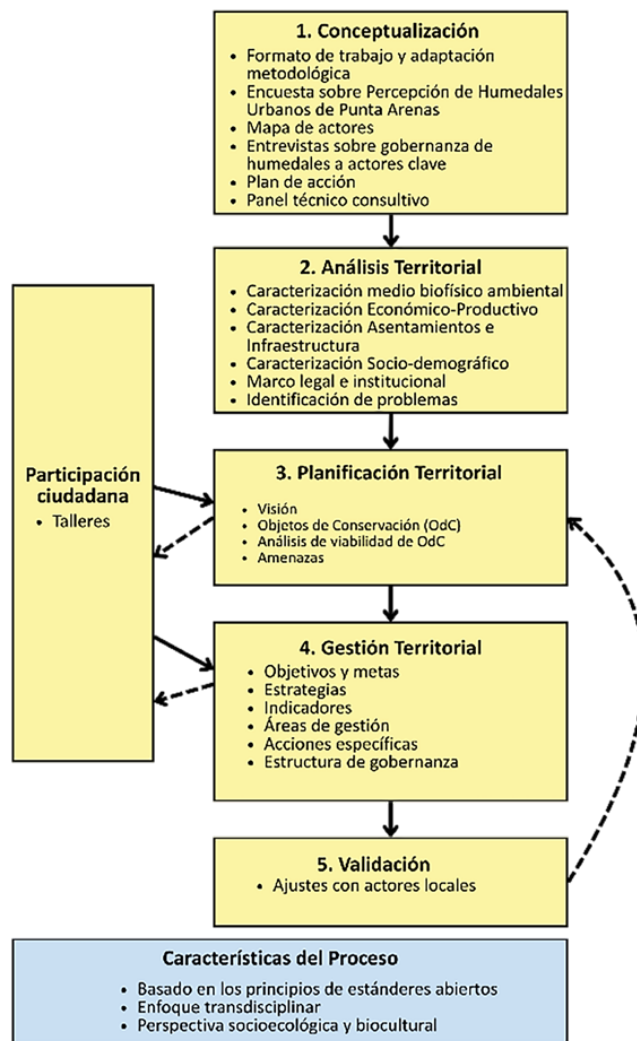 1. Conceptualización
• Formato de trabajo y adaptación
metodológica
• Encuesta sobre Percepción de Humedales
Urbanos de Punta Arenas
• Mapa de actores
• Entrevistas sobre gobernanza de
humedales a actores clave
• Plan de acción
• Panel técnico consultivo
2. Análisis Territorial
• Caracterización medio biofísico ambiental
• Caracterización Económico-Productivo
• Caracterización Asentamientos e
Infraestructura
• Caracterización Socio-demográfico
• Marco legal e institucional
• Identificación de problemas
Participación
ciudadana
• Talleres
3. Planificación Territorial
• Visión
• Objetos de Conservación (OdC)
• Análisis de viabilidad de OdC
• Amenazas
4. Gestión Territorial
• Objetivos y metas
• Estrategias
• Indicadores
• Áreas de gestión
• Acciones específicas
• Estructura de gobernanza
5. Validación
• Ajustes con actores locales
Características del Proceso
• Basado en los principios de estánderes abiertos
• Enfoque transdisciplinar
• Perspectiva socioecológica y biocultural